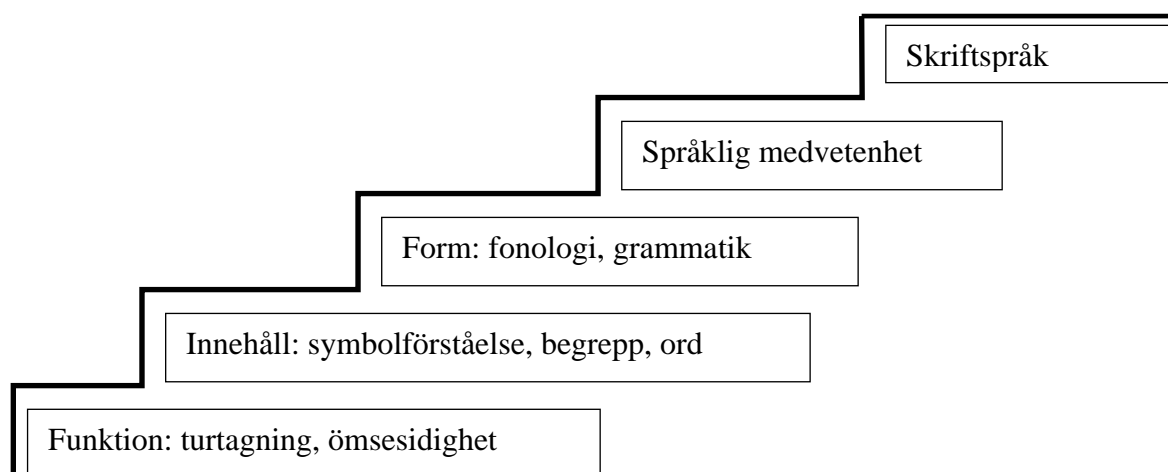 Skriftspråk
Språklig medvetenhet
Form: fonologi, grammatik
Innehåll: symbolförståelse, begrepp, ord
Funktion: turtagning, ömsesidighet